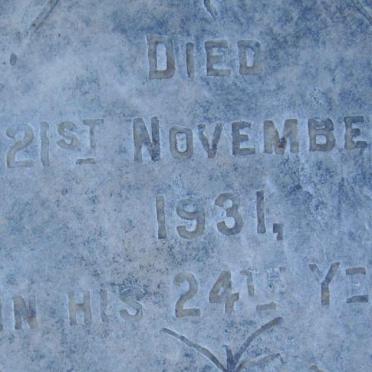 DIED
21ST NOVEMBE
1931,
IN HIS 24TH YE